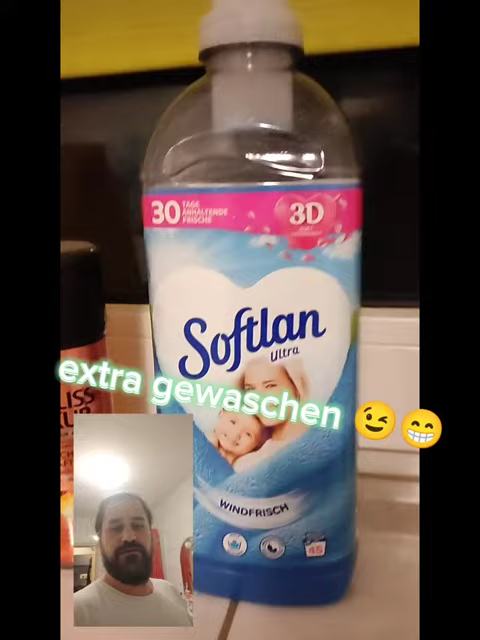 30 TAGE
ANHALTENDE
FRISCHE
3D
Softlan
Ultra
extra gewaschen 😉😁
WINDFRISCH
45